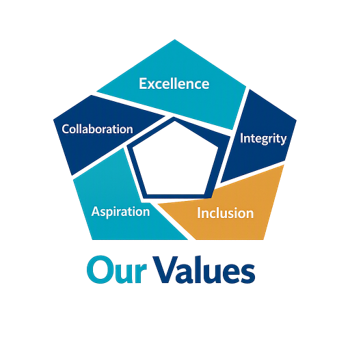 Excellence
Collaboration
Integrity
Aspiration
Inclusion
Our Values